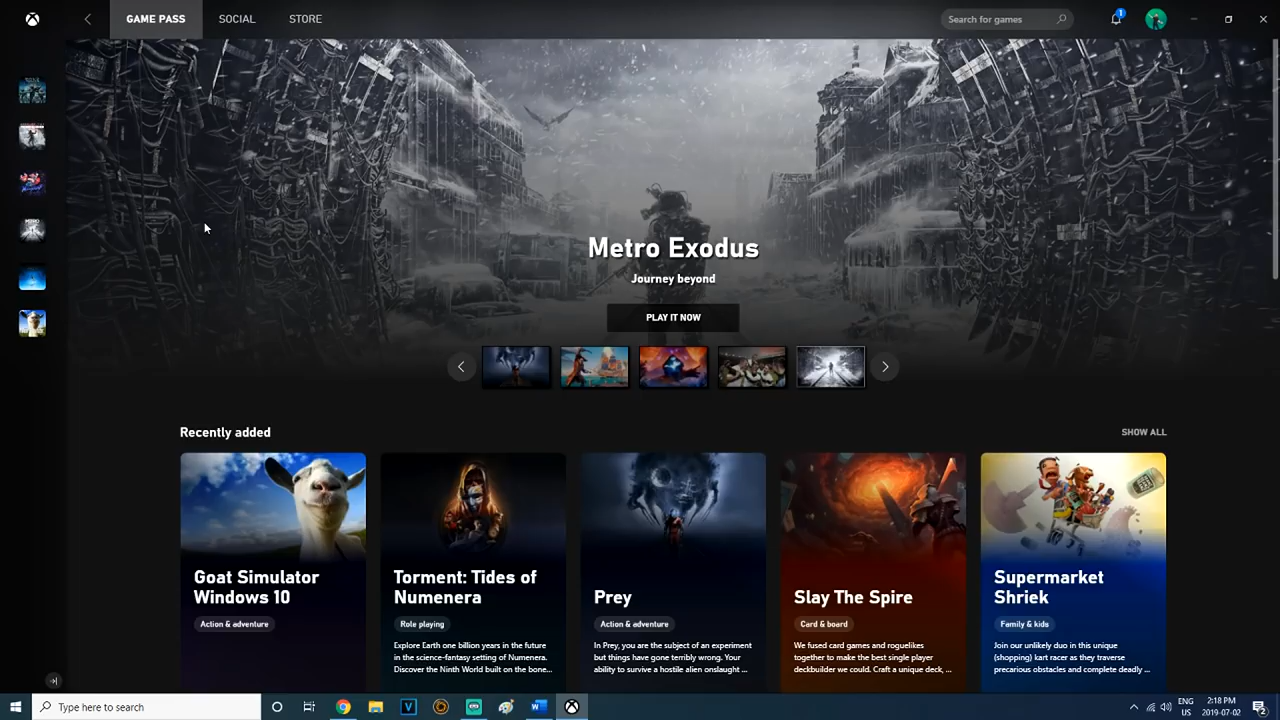 GAME PASS
SOCIAL
STORE
Search for games
1
Metro Exodus
Journey beyond
PLAY IT NOW
Recently added
SHOW ALL
Goat Simulator
Windows 10
Action & adventure
Torment: Tides of
Numenera
Role playing
Explore Earth one billion years in the future
in the science-fantasy setting of Numenera.
Discover the Ninth World built on the bone...
Prey
Action & adventure
In Prey, you are the subject of an experiment
but things have gone terribly wrong. Your
ability to survive a hostile alien onslaught ...
Slay The Spire
Card & board
We fused card games and roguelikes
together to make the best single player
deckbuilder we could. Craft a unique deck, ...
Supermarket
Shriek
Family & kids
Join our unlikely duo in this unique
(shopping) kart racer as they traverse
precarious obstacles and complete deadly ...
Type here to search
ENG
US
2:18 PM
2019-07-02
2